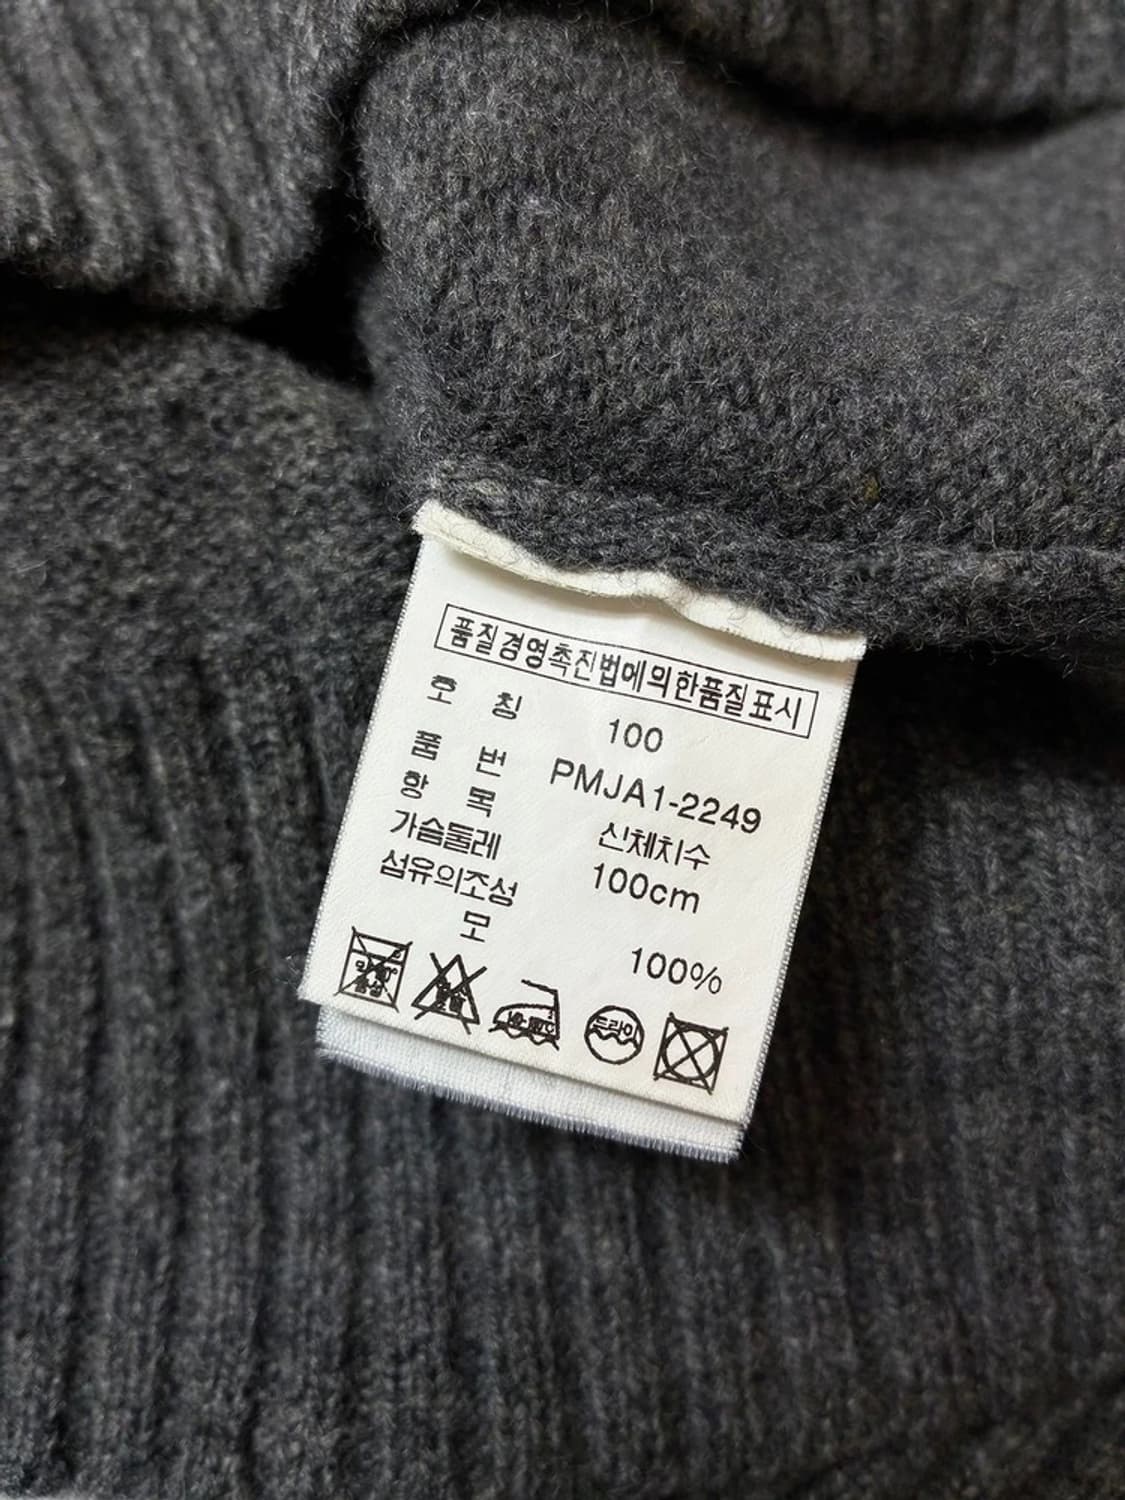 품질경영촉진법에의한품질표시
호 칭 100
품 번 PMJA1-2249
항 목 신체치수
가슴둘레 100cm
섬유의조성
모 100%
드라이